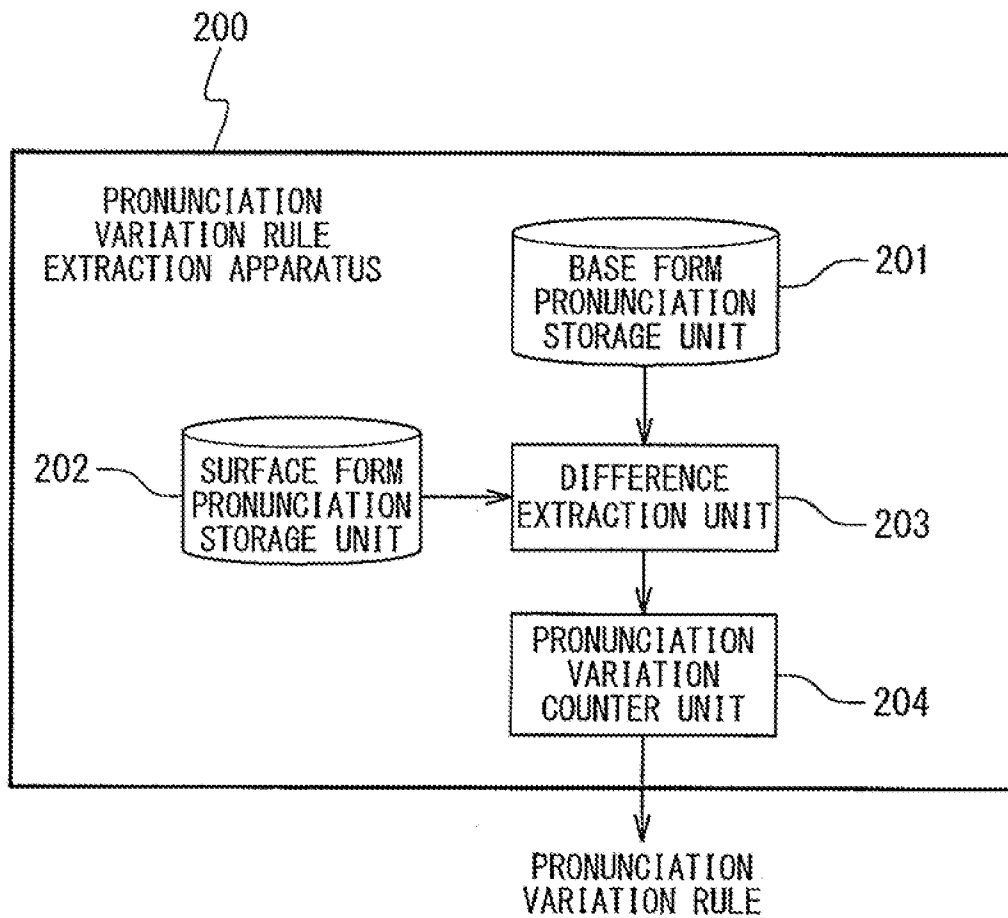 200
PRONUNCIATION
VARIATION RULE
EXTRACTION APPARATUS
BASE FORM
PRONUNCIATION
STORAGE UNIT
201
202
SURFACE FORM
PRONUNCIATION
STORAGE UNIT
DIFFERENCE
EXTRACTION UNIT
203
PRONUNCIATION
VARIATION
COUNTER UNIT
204
PRONUNCIATION
VARIATION RULE